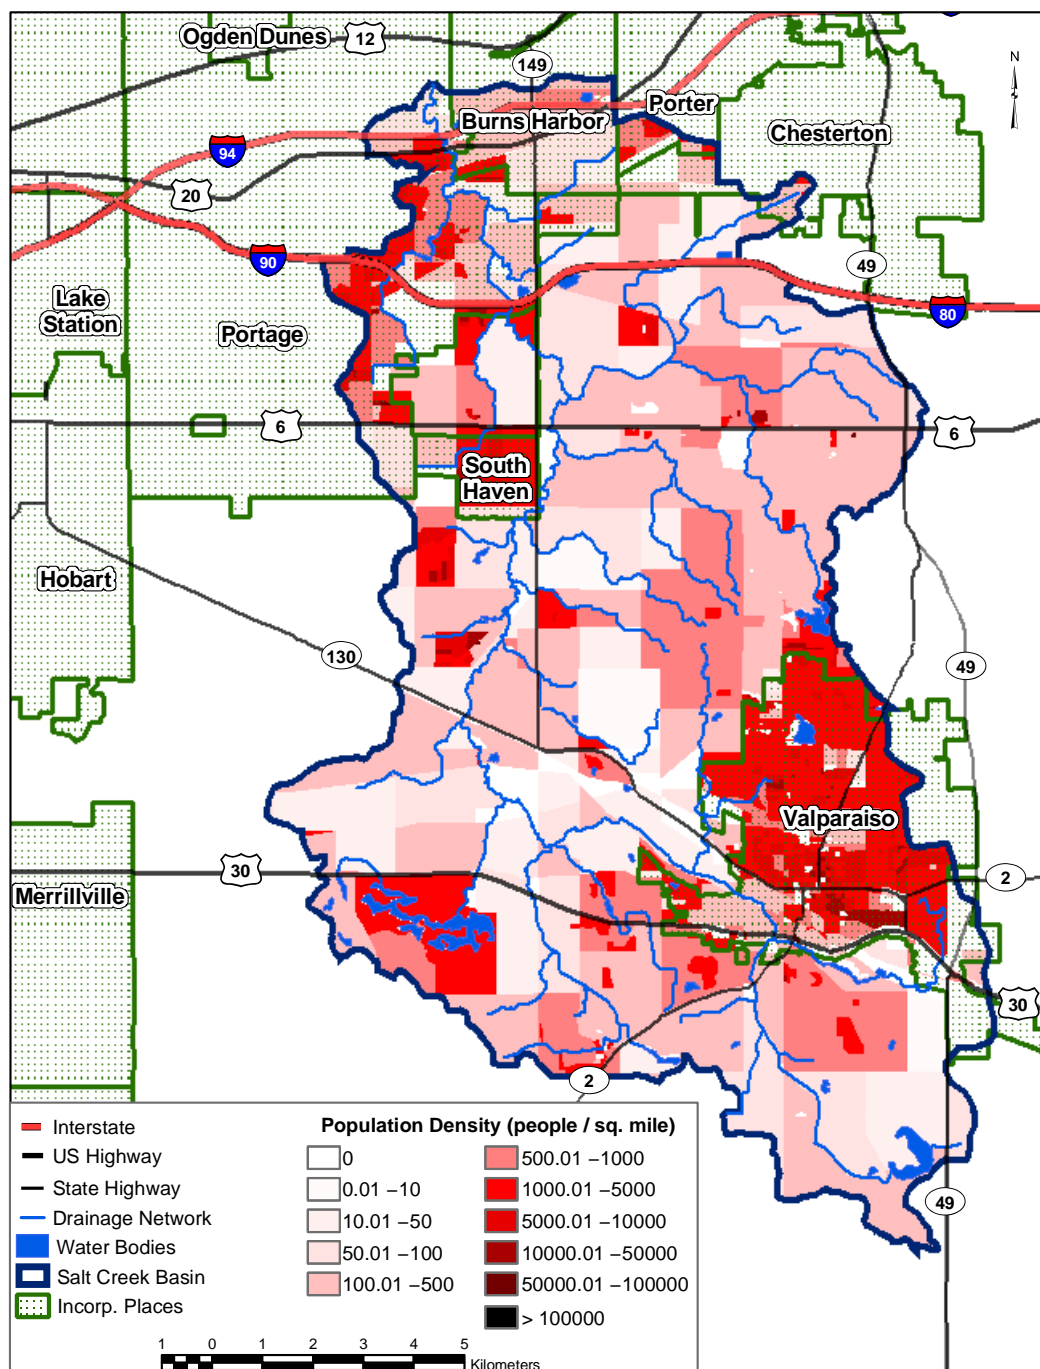 Ogden Dunes
12
149
N
Porter
Burns Harbor
Chesterton
94
20
90
49
Lake
Station
Portage
80
6
6
South
Haven
Hobart
130
49
Valparaiso
30
2
Merrillville
30
2
49
Interstate
US Highway
State Highway
Drainage Network
Water Bodies
Salt Creek Basin
Incorp. Places
Population Density (people / sq. mile)
0
0.01 –10
10.01 –50
50.01 –100
100.01 –500
500.01 –1000
1000.01 –5000
5000.01 –10000
10000.01 –50000
50000.01 –100000
> 100000
1 0 1 2 3 4 5
Kilometers